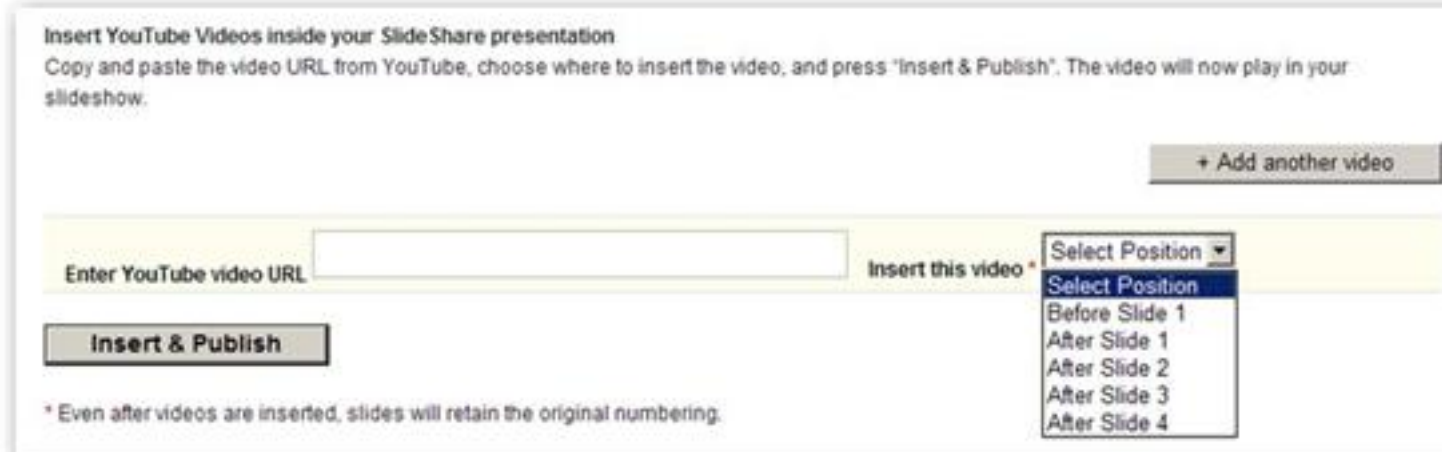 Insert YouTube Videos inside your SlideShare presentation
Copy and paste the video URL from YouTube, choose where to insert the video, and press "Insert & Publish". The video will now play in your
slideshow.
+ Add another video
Enter YouTube video URL
Insert this video *
Select Position
Select Position
Before Slide 1
After Slide 1
After Slide 2
After Slide 3
After Slide 4
Insert & Publish
* Even after videos are inserted, slides will retain the original numbering.